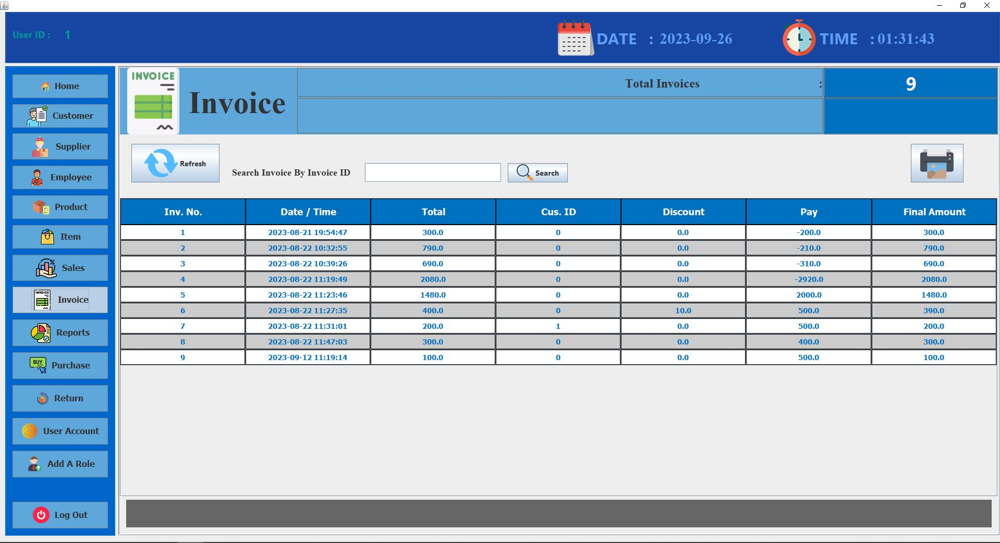 User ID : 1
DATE : 2023-09-26
TIME : 01:31:43
Home
Customer
Supplier
Employee
Product
Item
Sales
INVOICE
Invoice
Reports
BUY
Purchase
Return
User Account
Add A Role
Log Out
INVOICE
Invoice
Total Invoices : 9
Refresh
Search Invoice By Invoice ID
Search
Inv. No. Date / Time Total Cus. ID Discount Pay Final Amount
1 2023-08-21 19:54:47 300.0 0 0.0 -200.0 300.0
2 2023-08-22 10:32:55 790.0 0 0.0 -210.0 790.0
3 2023-08-22 10:39:26 690.0 0 0.0 -310.0 690.0
4 2023-08-22 11:19:49 2080.0 0 0.0 -2920.0 2080.0
5 2023-08-22 11:23:46 1480.0 0 0.0 2000.0 1480.0
6 2023-08-22 11:27:35 400.0 0 10.0 500.0 390.0
7 2023-08-22 11:31:01 200.0 1 0.0 500.0 200.0
8 2023-08-22 11:47:03 300.0 0 0.0 400.0 300.0
9 2023-09-12 11:19:14 100.0 0 0.0 500.0 100.0